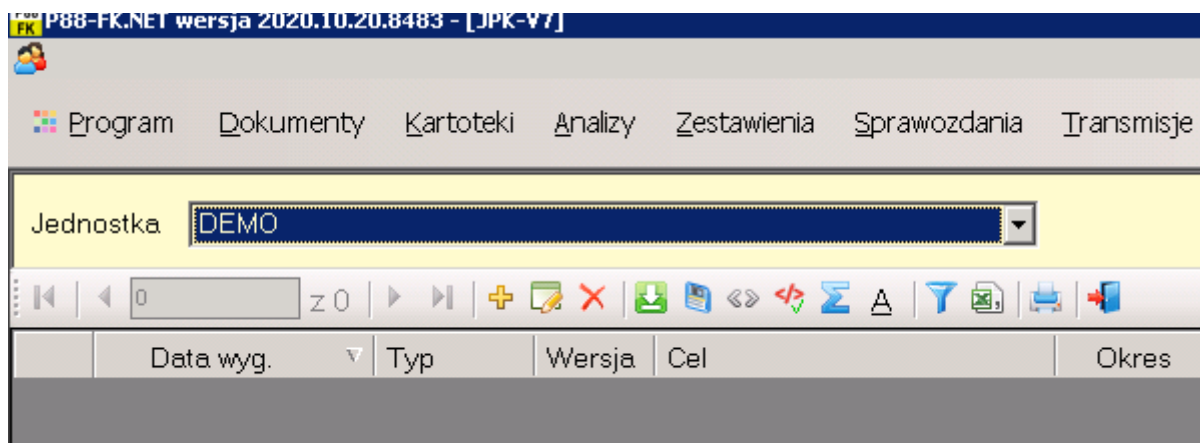 P88-FK.NET wersja 2020.10.20.8483 - [JPK-V7]
Program Dokumenty Kartoteki Analizy Zestawienia Sprawozdania Transmisje
Jednostka DEMO
0 z 0 A
Data wyg. Typ Wersja Cel Okres